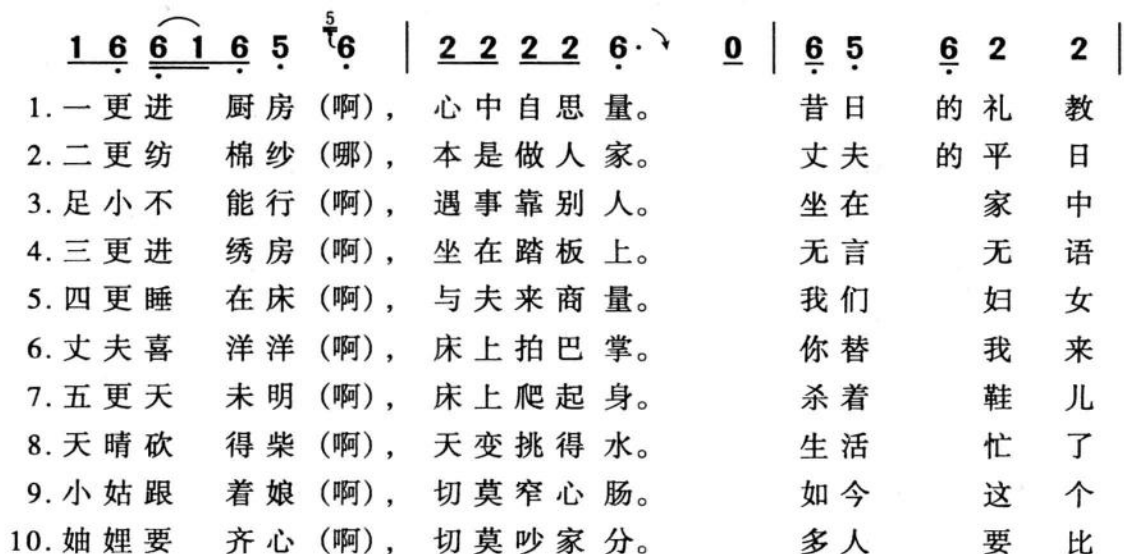 1 6 6 1 6 5 5 6 | 2 2 2 2 6· 0 | 6 5 6 2 2 |
1. 一更进 厨房(啊), 心中自思量。 昔日 的礼 教
2. 二更纺 棉纱(哪), 本是做人家。 丈夫 的平 日
3. 足小不 能行(啊), 遇事靠别人。 坐在 家 中
4. 三更进 绣房(啊), 坐在踏板上。 无言 无 语
5. 四更睡 在床(啊), 与夫来商量。 我们 妇 女
6. 丈夫喜 洋洋(啊), 床上拍巴掌。 你替 我 来
7. 五更天 未明(啊), 床上爬起身。 杀着 鞋 儿
8. 天晴砍 得柴(啊), 天变挑得水。 生活 忙 了
9. 小姑跟 着娘(啊), 切莫窄心肠。 如今 这 个
10. 妯娌要 齐心(啊), 切莫吵家分。 多人 要 比